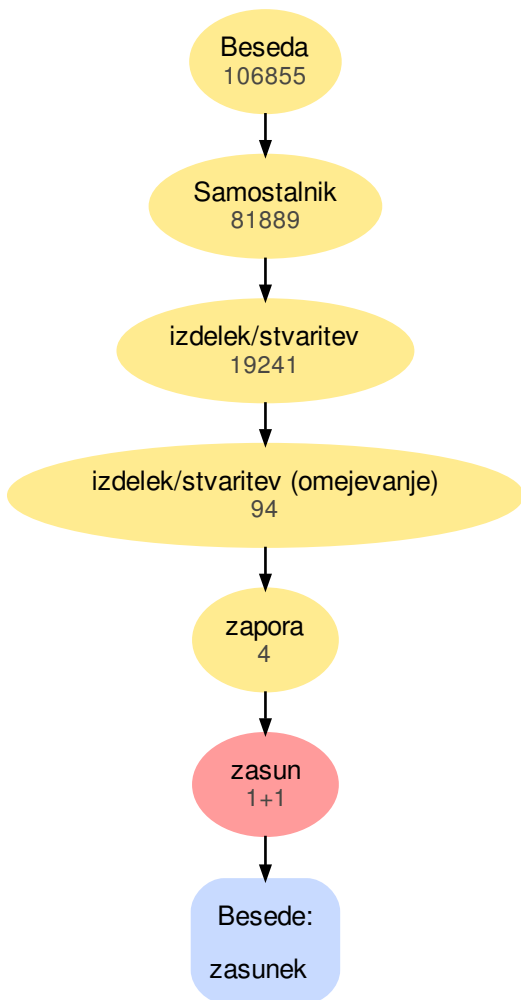 Beseda
106855
Samostalnik
81889
izdelek/stvaritev
19241
izdelek/stvaritev (omejevanje)
94
zapora
4
zasun
1+1
Besede:
zasunek